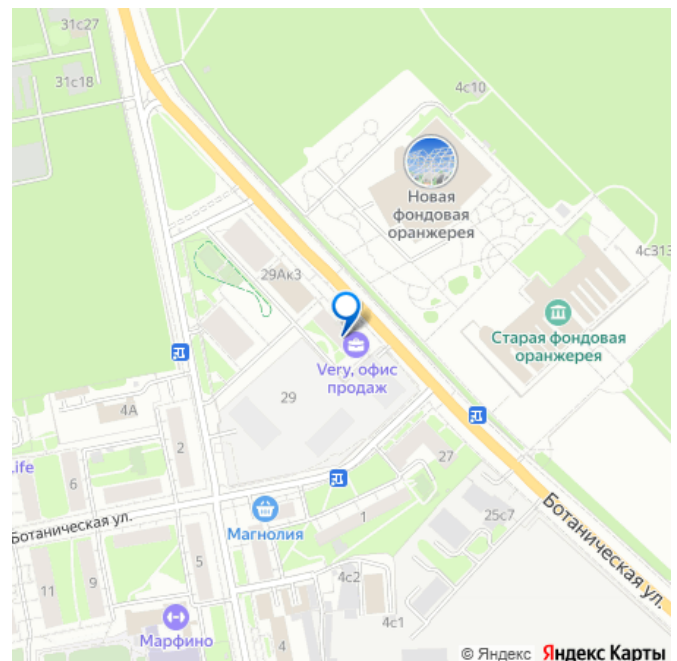 31с27
31с18
4с10
Новая
фондовая
оранжерея
4с313
29Ак3
Старая фондовая
оранжерея
Very, офис
продаж
29
4А
2
27
ife
6
Ботаническая ул.
Магнолия
1
25с7
Ботаническая ул.
5
11
9
4с2
4с1
Марфино
4
© Яндекс Яндекс Карты